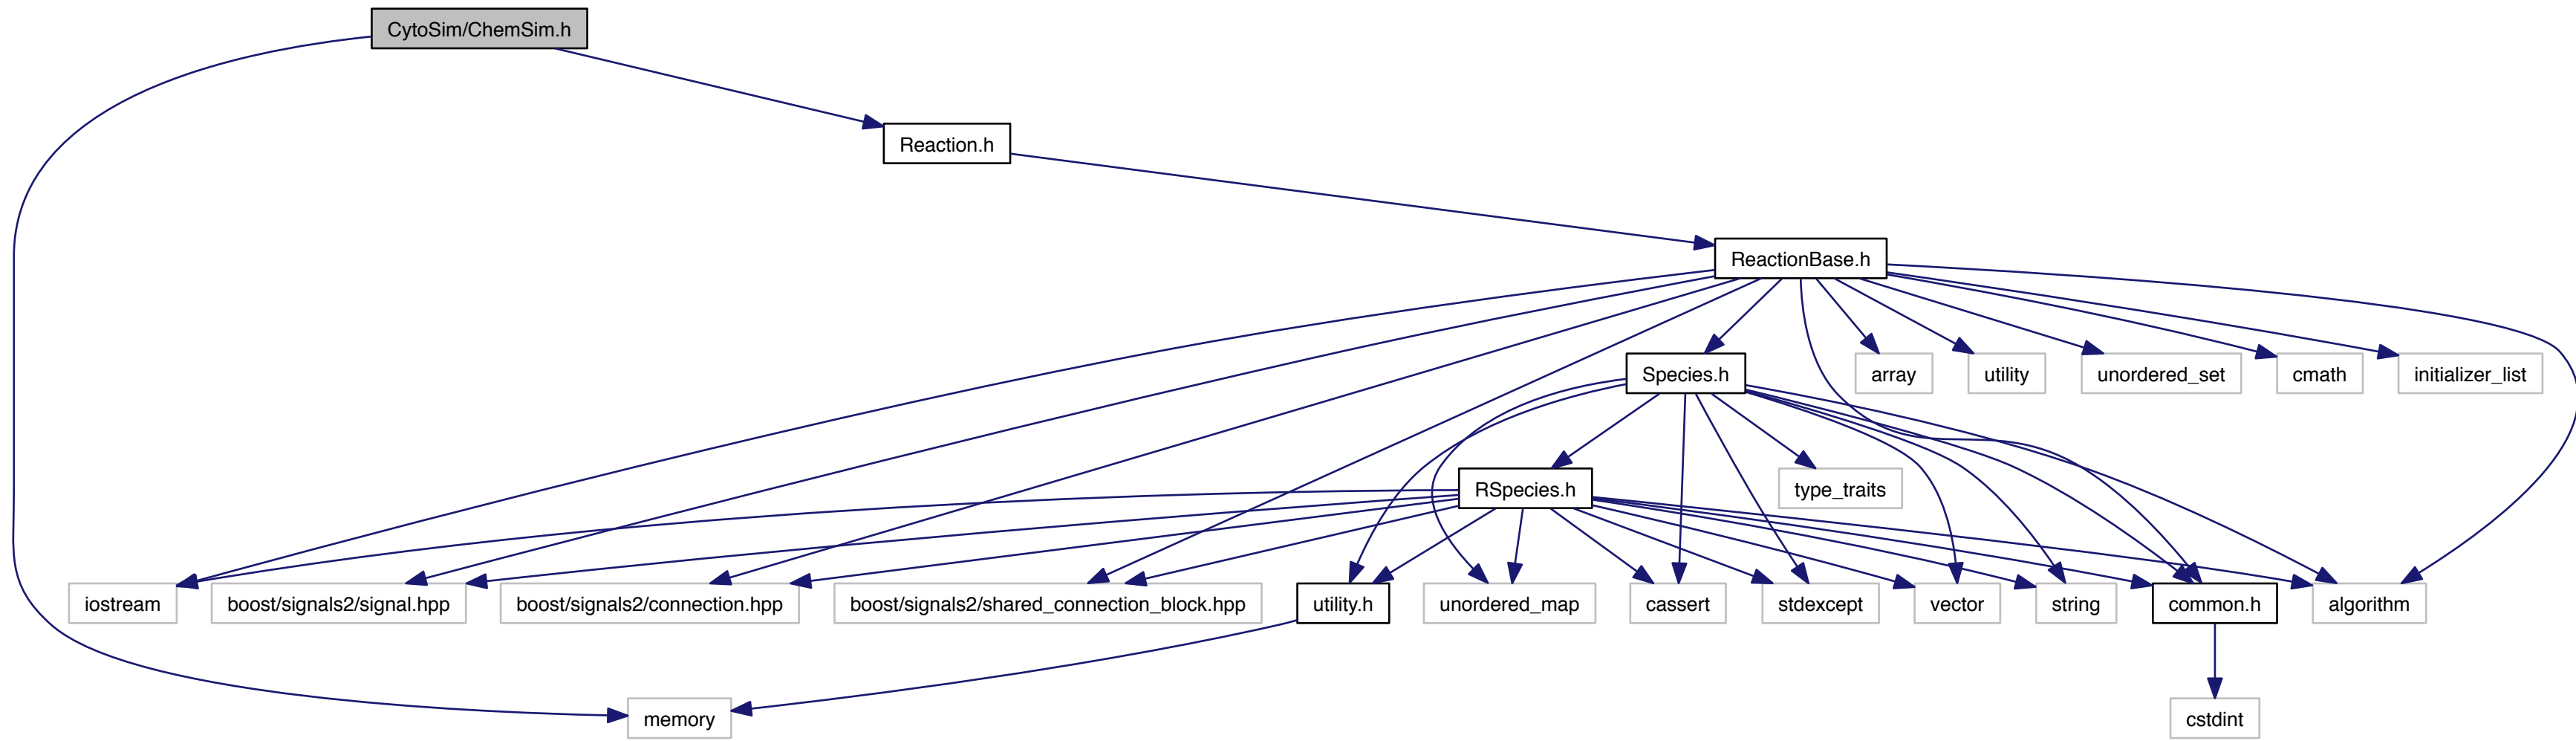 CytoSim/ChemSim.h
Reaction.h
ReactionBase.h
Species.h
array
utility
unordered_set
cmath
initializer_list
RSpecies.h
type_traits
iostream
boost/signals2/signal.hpp
boost/signals2/connection.hpp
boost/signals2/shared_connection_block.hpp
utility.h
unordered_map
cassert
stdexcept
vector
string
common.h
algorithm
memory
cstdint